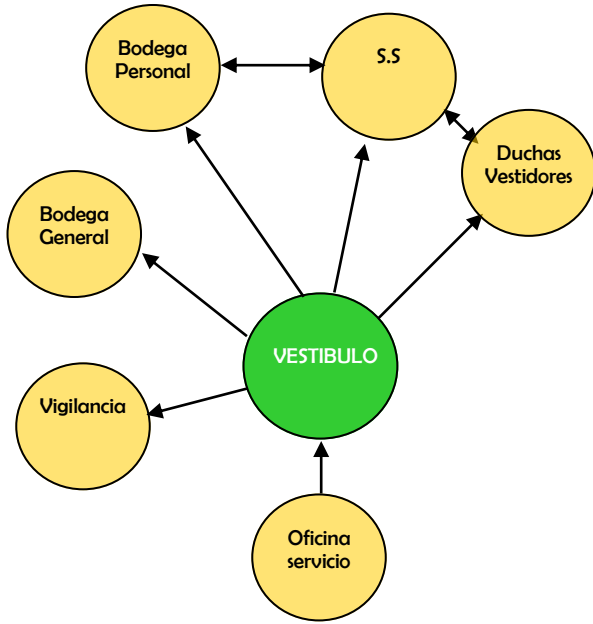 Bodega
Personal
S.S
Duchas
Vestidores
Bodega
General
VESTIBULO
Vigilancia
Oficina
servicio